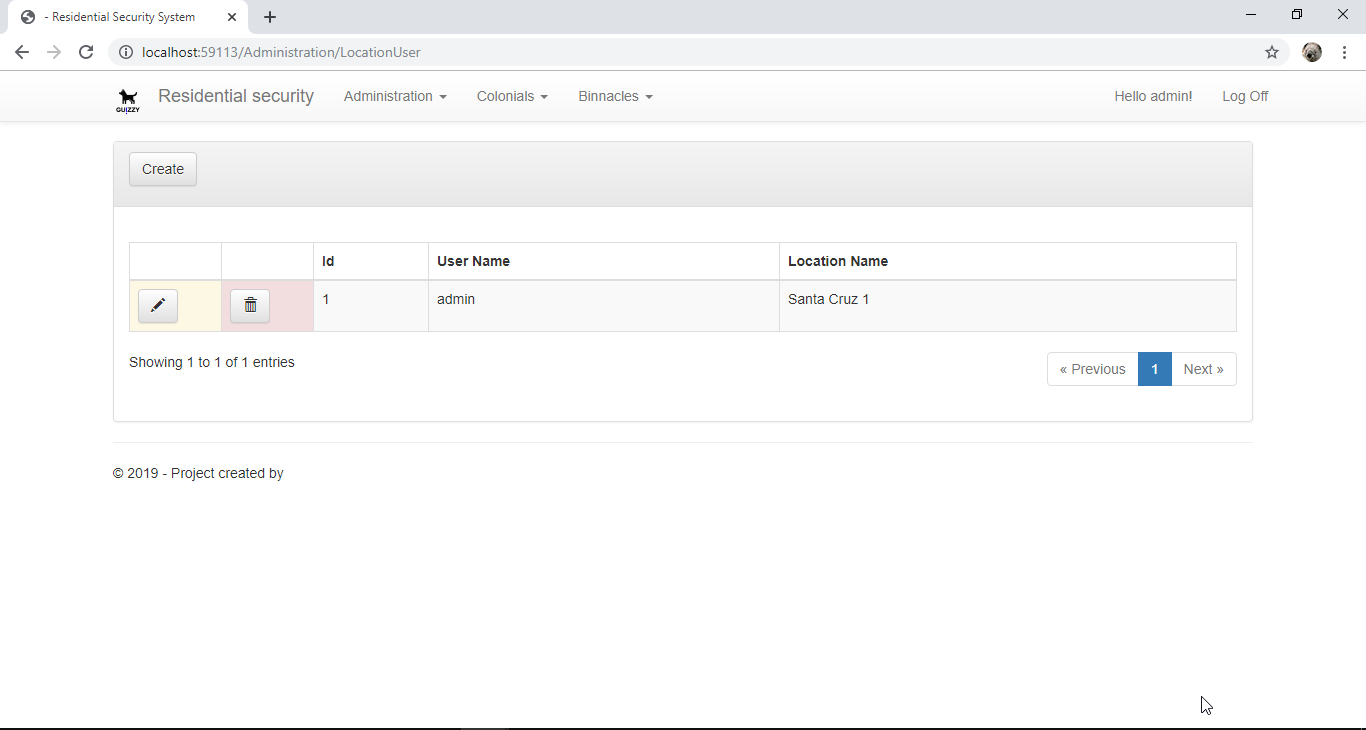 - Residential Security System
localhost:59113/Administration/LocationUser
GUIZZY
Residential security Administration Colonials Binnacles Hello admin! Log Off
Create
Id User Name Location Name
1 admin Santa Cruz 1
Showing 1 to 1 of 1 entries « Previous 1 Next »
© 2019 - Project created by